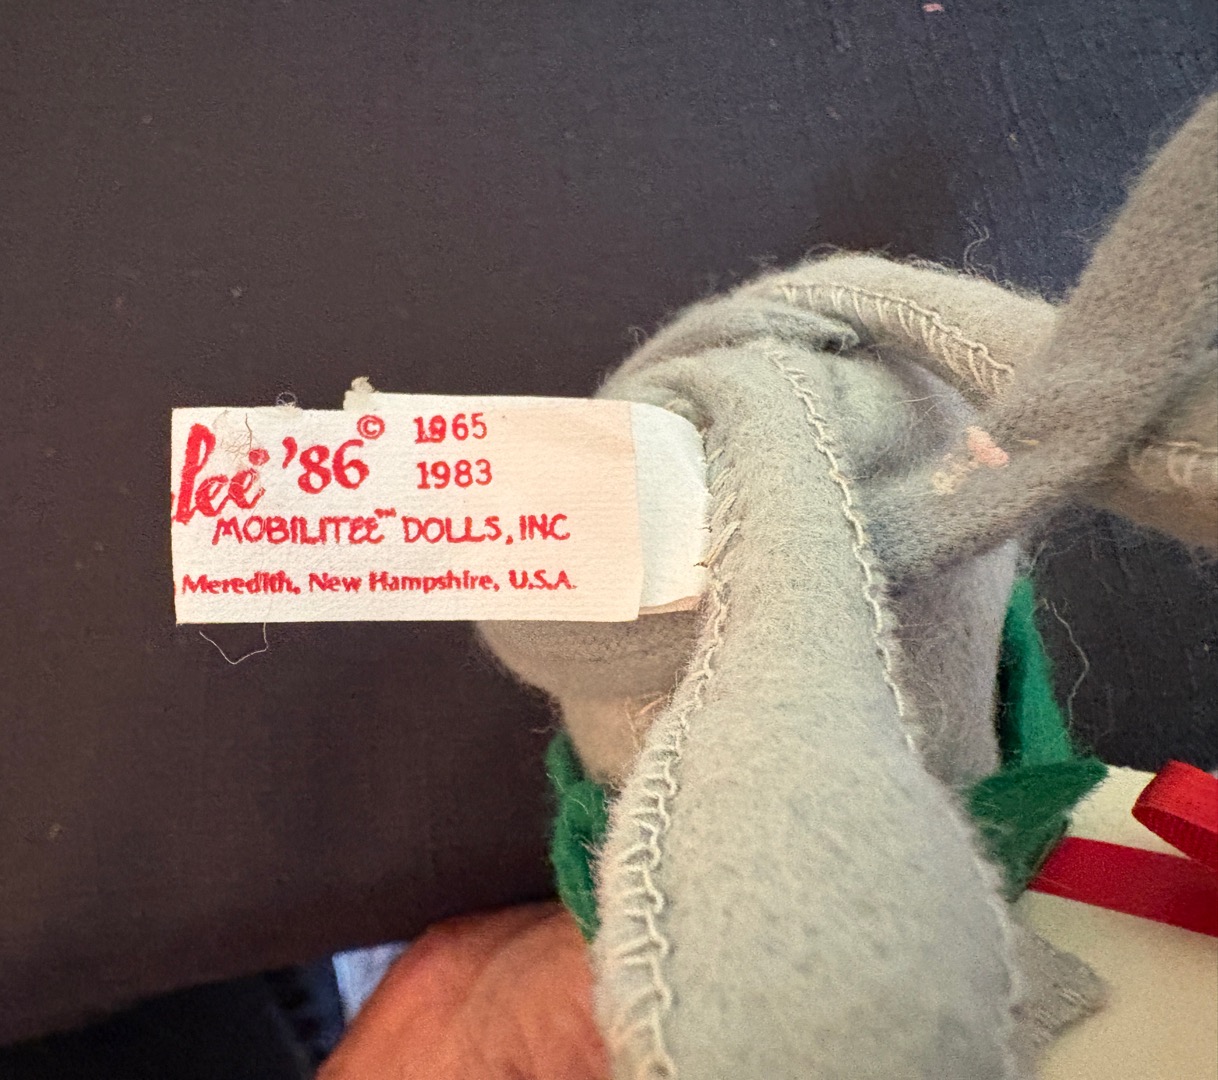 lee '86 © 1965
1983
MOBILITEE™ DOLLS, INC
Meredith, New Hampshire, U.S.A.